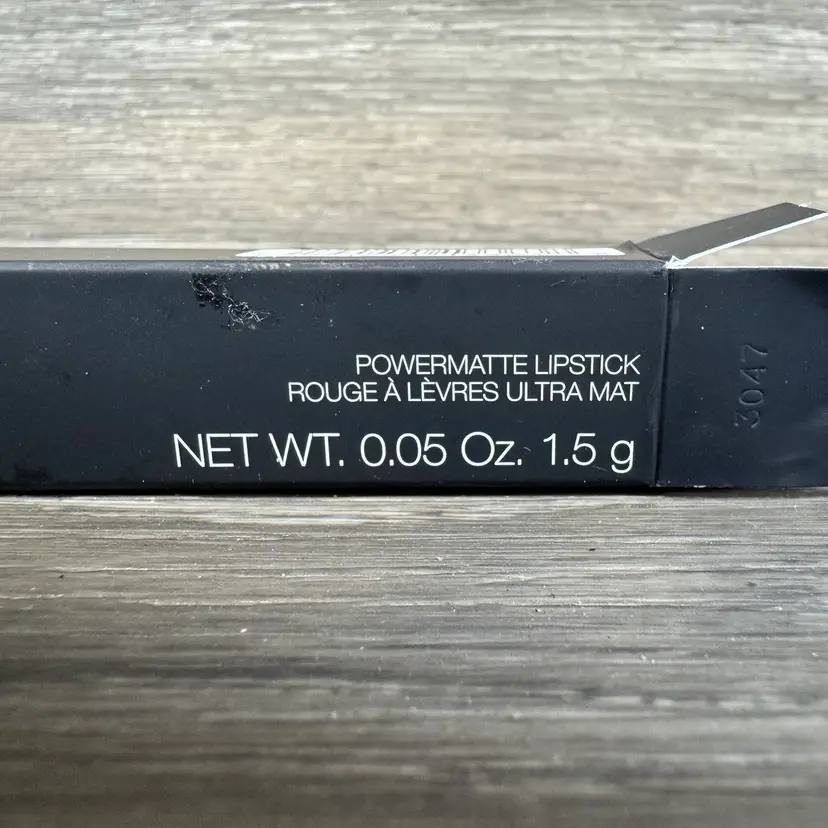 POWERMATTE LIPSTICK
ROUGE À LÈVRES ULTRA MAT
NET WT. 0.05 Oz. 1.5 g
3047